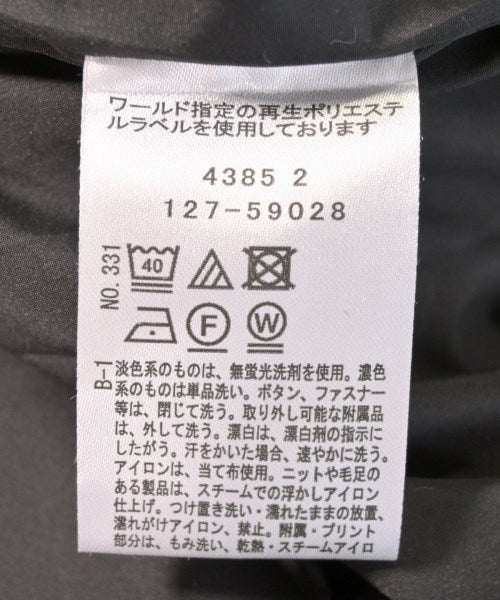 ワールド指定の再生ポリエステ
ルラベルを使用しております
4385 2
127-59028
NO. 331
40
F
W
B-1
淡色系のものは、無蛍光洗剤を使用。濃色
系のものは単品洗い。ボタン、ファスナー
等は、閉じて洗う。取り外し可能な附属品
は、外して洗う。漂白は、漂白剤の指示に
したがう。汗をかいた場合、速やかに洗う。
アイロンは、当て布使用。ニットや毛足の
ある製品は、スチームでの浮かしアイロン
仕上げ。つけ置き洗い・濡れたままの放置、
濡れがけアイロン、禁止。附属・プリント
部分は、もみ洗い、乾熱・スチームアイロ